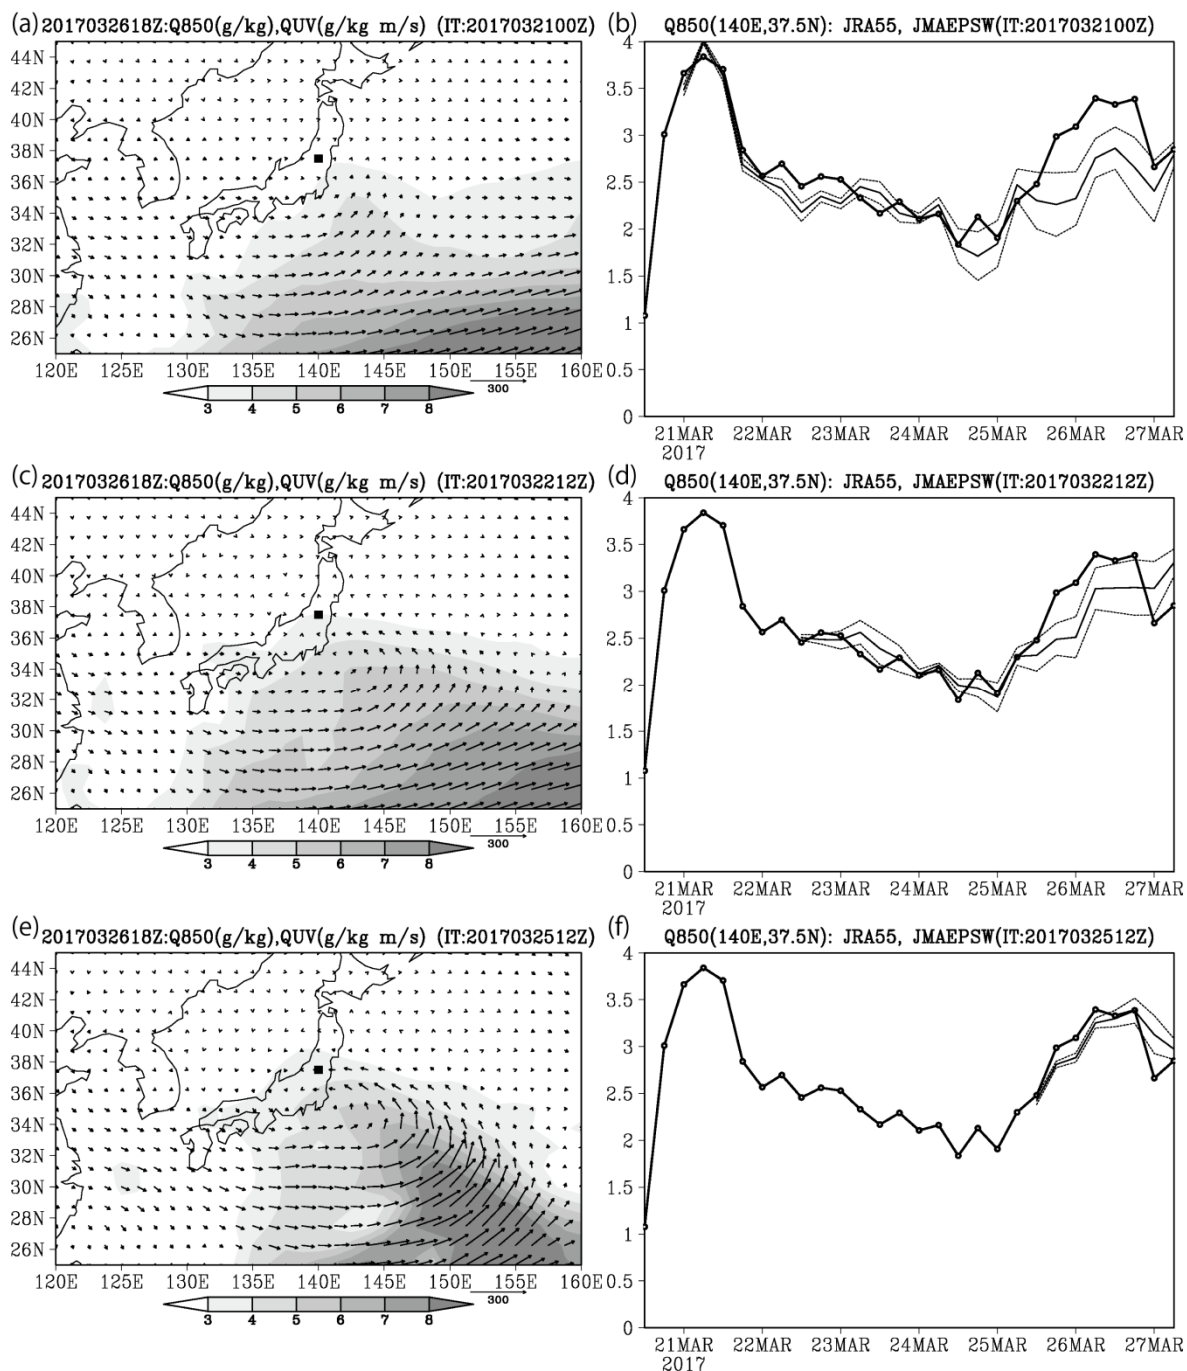 (a) 2017032618Z:Q850(g/kg),QUV(g/kg m/s) (IT:2017032100Z)
44N
42N
40N
38N
36N
34N
32N
30N
28N
26N
120E 125E 130E 135E 140E 145E 150E 155E 160E
3 4 5 6 7 8
300
(b) Q850(140E,37.5N): JRA55, JMAEPSW(IT:2017032100Z)
4
3.5
3
2.5
2
1.5
1
0.5
0
21MAR 22MAR 23MAR 24MAR 25MAR 26MAR 27MAR
2017
(c) 2017032618Z:Q850(g/kg),QUV(g/kg m/s) (IT:2017032212Z)
44N
42N
40N
38N
36N
34N
32N
30N
28N
26N
120E 125E 130E 135E 140E 145E 150E 155E 160E
3 4 5 6 7 8
300
(d) Q850(140E,37.5N): JRA55, JMAEPSW(IT:2017032212Z)
4
3.5
3
2.5
2
1.5
1
0.5
0
21MAR 22MAR 23MAR 24MAR 25MAR 26MAR 27MAR
2017
(e) 2017032618Z:Q850(g/kg),QUV(g/kg m/s) (IT:2017032512Z)
44N
42N
40N
38N
36N
34N
32N
30N
28N
26N
120E 125E 130E 135E 140E 145E 150E 155E 160E
3 4 5 6 7 8
300
(f) Q850(140E,37.5N): JRA55, JMAEPSW(IT:2017032512Z)
4
3.5
3
2.5
2
1.5
1
0.5
0
21MAR 22MAR 23MAR 24MAR 25MAR 26MAR 27MAR
2017